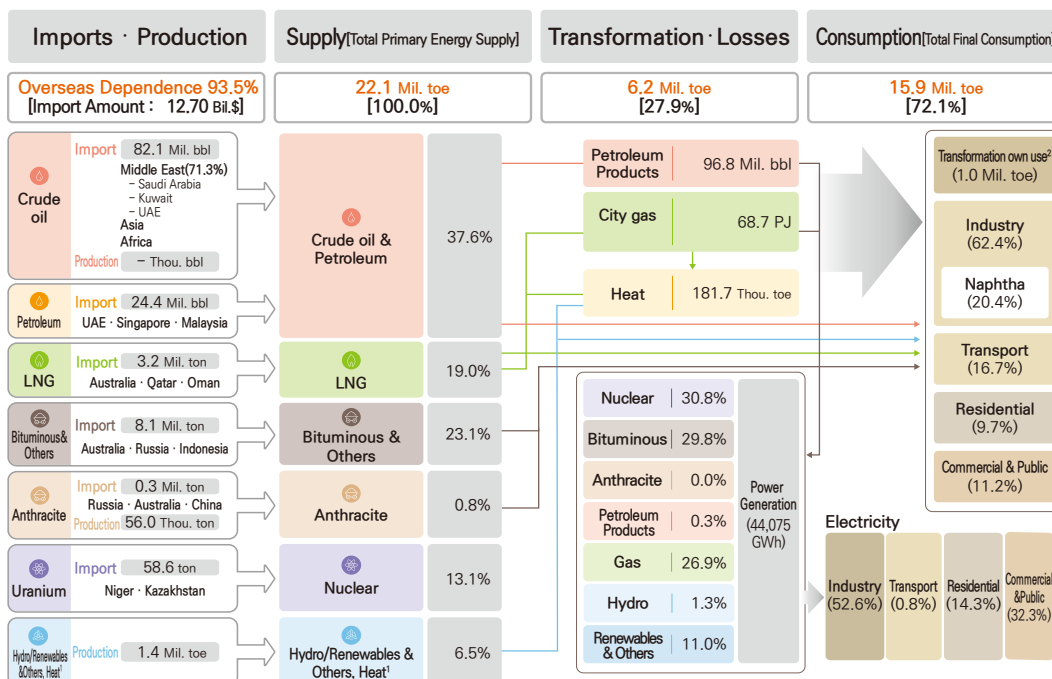 Imports · Production
Supply[Total Primary Energy Supply]
Transformation · Losses
Consumption[Total Final Consumption]
Overseas Dependence 93.5%
[Import Amount : 12.70 Bil.$]
22.1 Mil. toe
[100.0%]
6.2 Mil. toe
[27.9%]
15.9 Mil. toe
[72.1%]
Crude
oil
Import 82.1 Mil. bbl
Middle East(71.3%)
– Saudi Arabia
– Kuwait
– UAE
Asia
Africa
Production – Thou. bbl
Petroleum
Import 24.4 Mil. bbl
UAE · Singapore · Malaysia
LNG
Import 3.2 Mil. ton
Australia · Qatar · Oman
Bituminous&
Others
Import 8.1 Mil. ton
Australia · Russia · Indonesia
Anthracite
Import 0.3 Mil. ton
Russia · Australia · China
Production 56.0 Thou. ton
Uranium
Import 58.6 ton
Niger · Kazakhstan
Hydro/Renewables
&Others, Heat¹
Production 1.4 Mil. toe
Crude oil &
Petroleum
37.6%
LNG
19.0%
Bituminous &
Others
23.1%
Anthracite
0.8%
Nuclear
13.1%
Hydro/Renewables &
Others, Heat¹
6.5%
Petroleum
Products
96.8 Mil. bbl
City gas
68.7 PJ
Heat
181.7 Thou. toe
Nuclear 30.8%
Bituminous 29.8%
Anthracite 0.0%
Petroleum
Products
0.3%
Gas 26.9%
Hydro 1.3%
Renewables
& Others
11.0%
Power
Generation
(44,075
GWh)
Transformation own use²
(1.0 Mil. toe)
Industry
(62.4%)
Naphtha
(20.4%)
Transport
(16.7%)
Residential
(9.7%)
Commercial & Public
(11.2%)
Electricity
Industry
(52.6%)
Transport
(0.8%)
Residential
(14.3%)
Commercial
&Public
(32.3%)